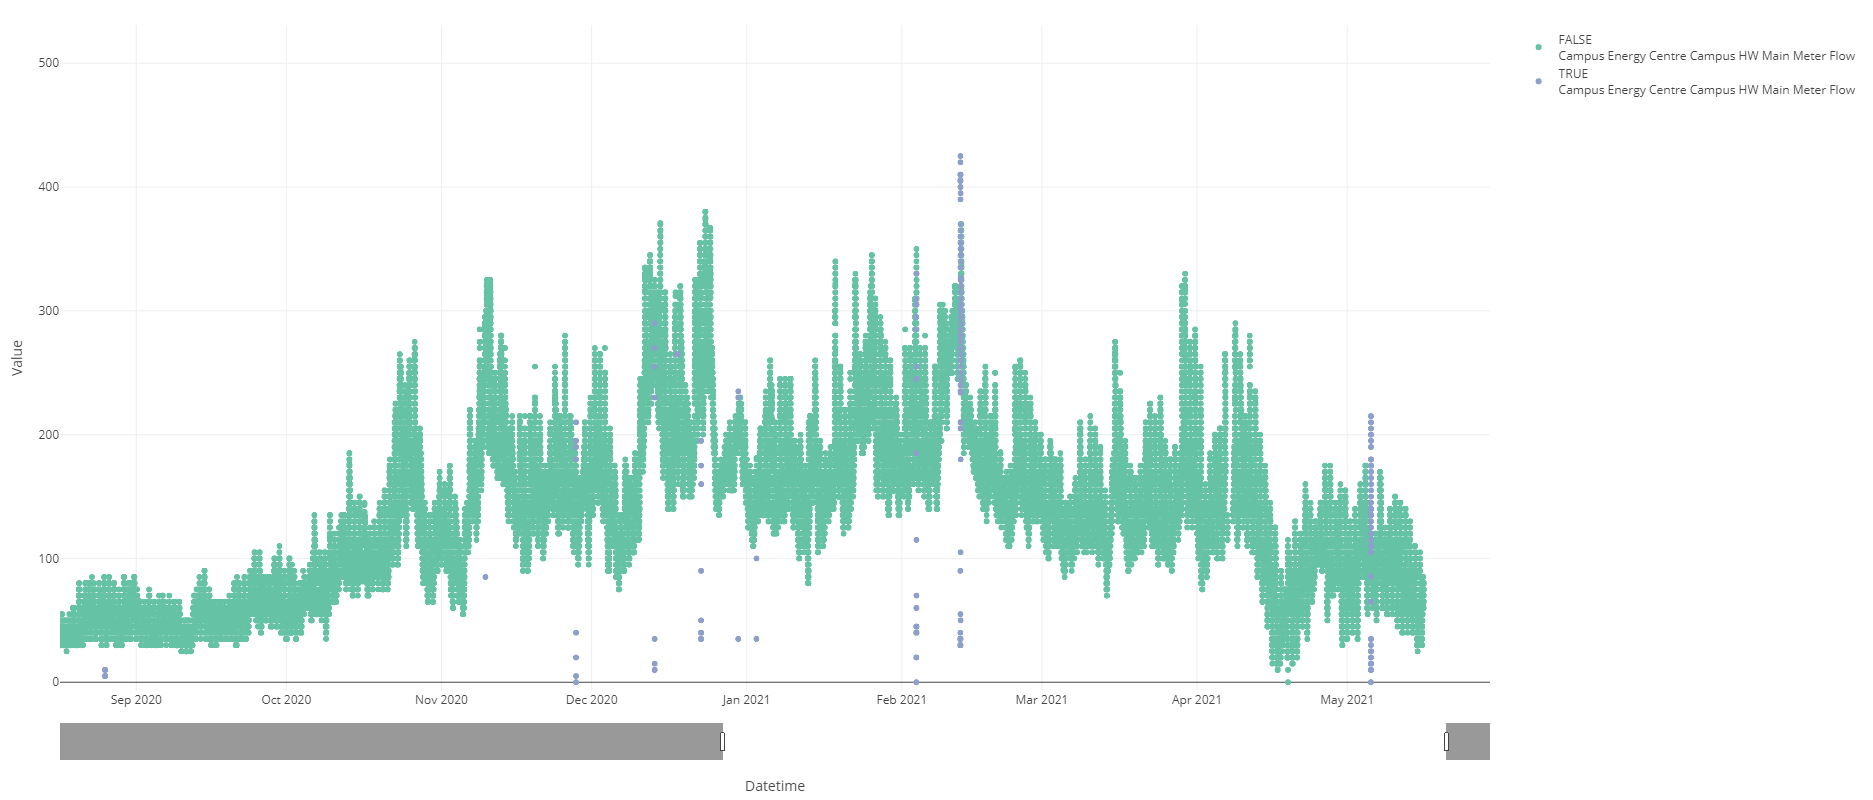 FALSE
Campus Energy Centre Campus HW Main Meter Flow
TRUE
Campus Energy Centre Campus HW Main Meter Flow
500
400
300
200
100
0
Value
Sep 2020 Oct 2020 Nov 2020 Dec 2020 Jan 2021 Feb 2021 Mar 2021 Apr 2021 May 2021
Datetime